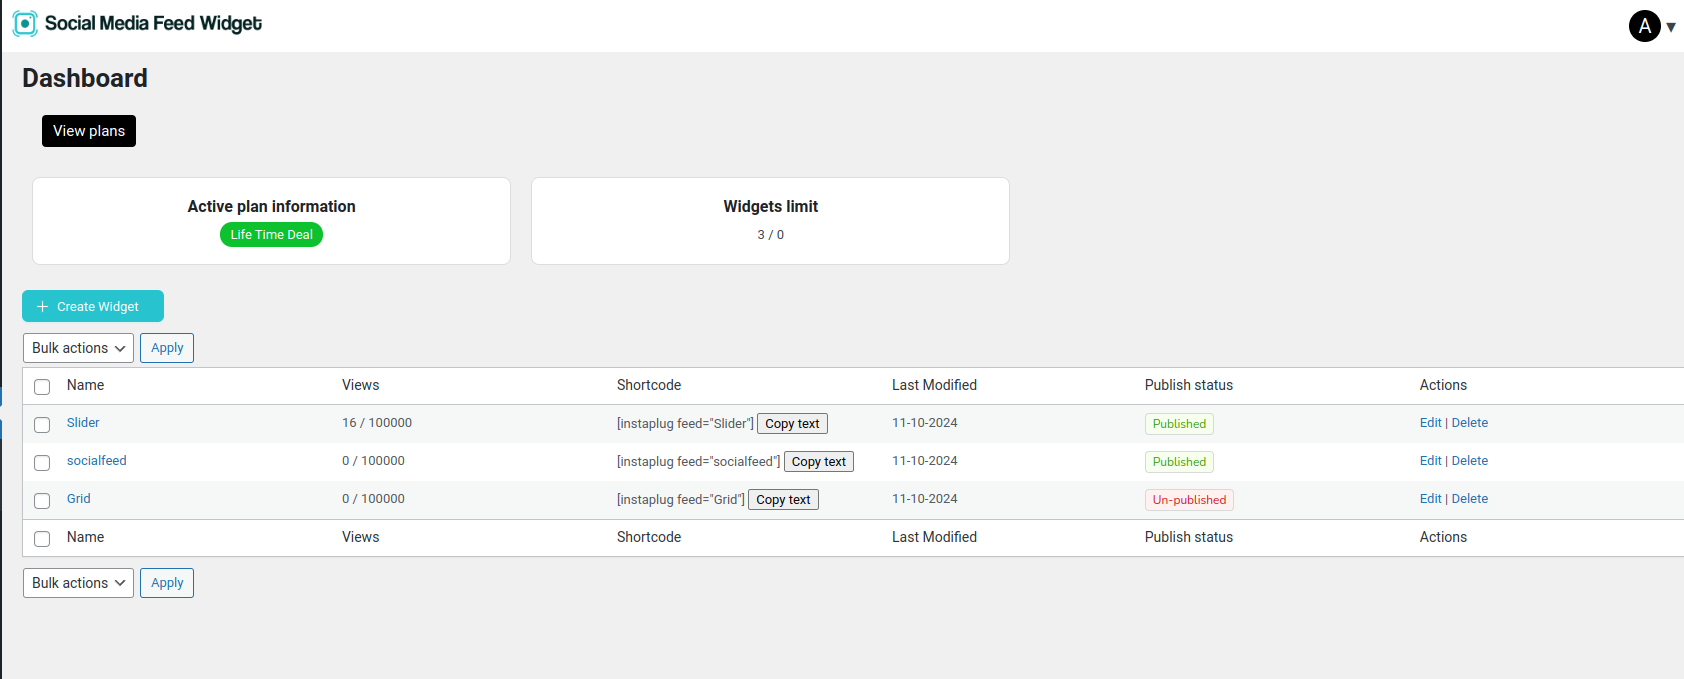 Social Media Feed Widget
A
Dashboard
View plans
Active plan information
Life Time Deal
Widgets limit
3 / 0
+ Create Widget
Bulk actions Apply
Name Views Shortcode Last Modified Publish status Actions
Slider 16 / 100000 [instaplug feed="Slider"] Copy text 11-10-2024 Published Edit | Delete
socialfeed 0 / 100000 [instaplug feed="socialfeed"] Copy text 11-10-2024 Published Edit | Delete
Grid 0 / 100000 [instaplug feed="Grid"] Copy text 11-10-2024 Un-published Edit | Delete
Name Views Shortcode Last Modified Publish status Actions
Bulk actions Apply